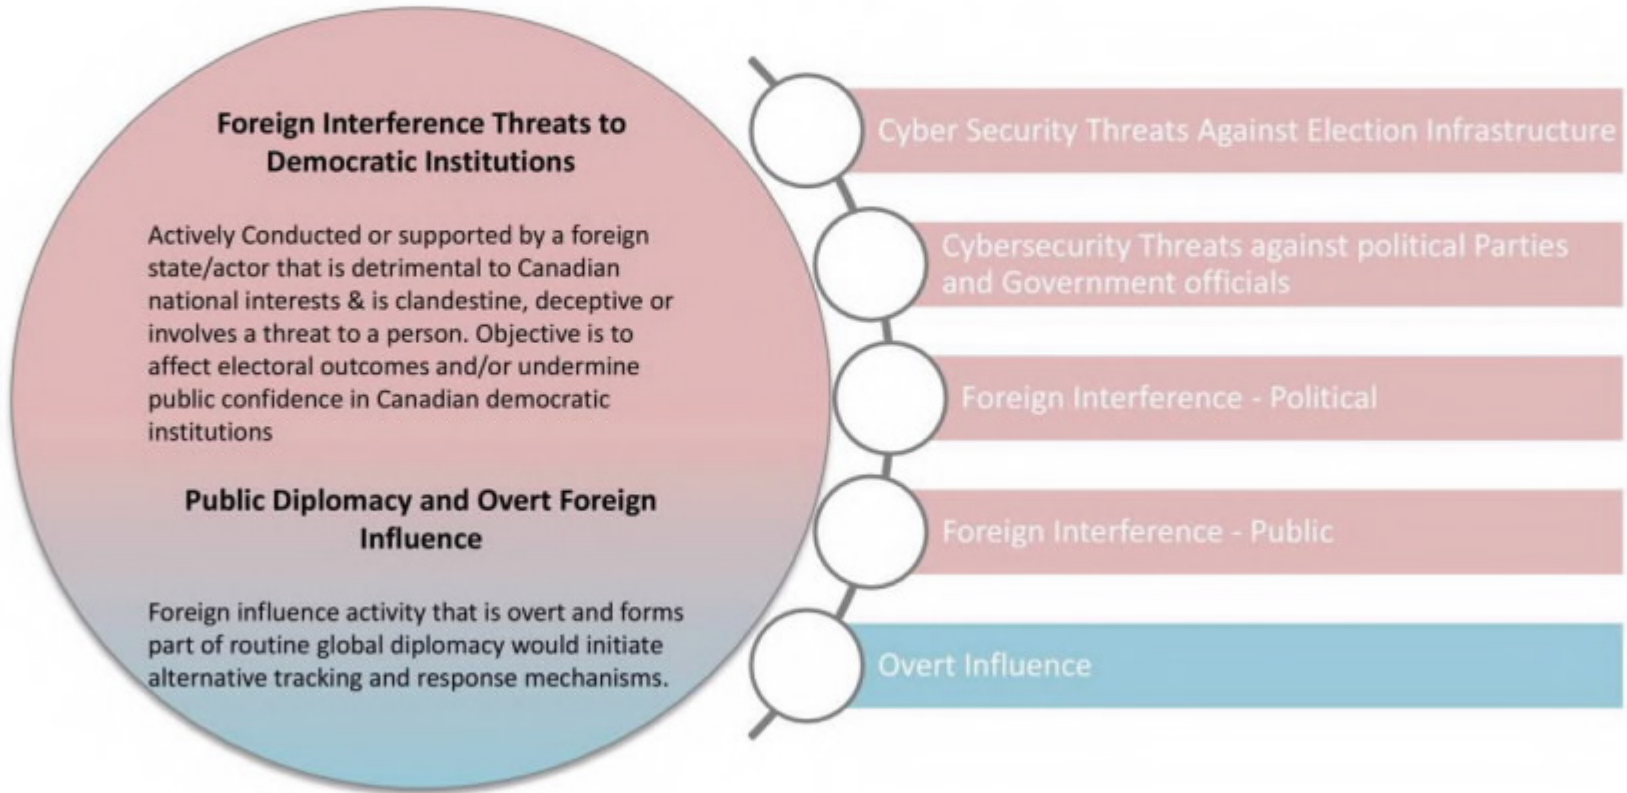 Foreign Interference Threats to
Democratic Institutions
Actively Conducted or supported by a foreign
state/actor that is detrimental to Canadian
national interests & is clandestine, deceptive or
involves a threat to a person. Objective is to
affect electoral outcomes and/or undermine
public confidence in Canadian democratic
institutions
Public Diplomacy and Overt Foreign
Influence
Foreign influence activity that is overt and forms
part of routine global diplomacy would initiate
alternative tracking and response mechanisms.
Cyber Security Threats Against Election Infrastructure
Cybersecurity Threats against political Parties
and Government officials
Foreign Interference - Political
Foreign Interference - Public
Overt Influence